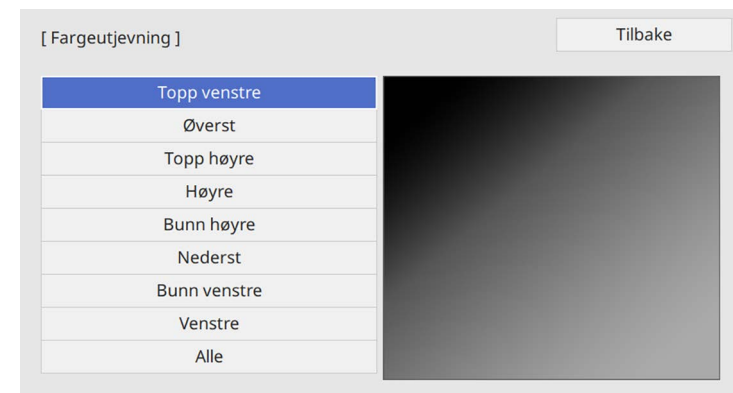 [ Fargeutjevning ]
Tilbake
Topp venstre
Øverst
Topp høyre
Høyre
Bunn høyre
Nederst
Bunn venstre
Venstre
Alle